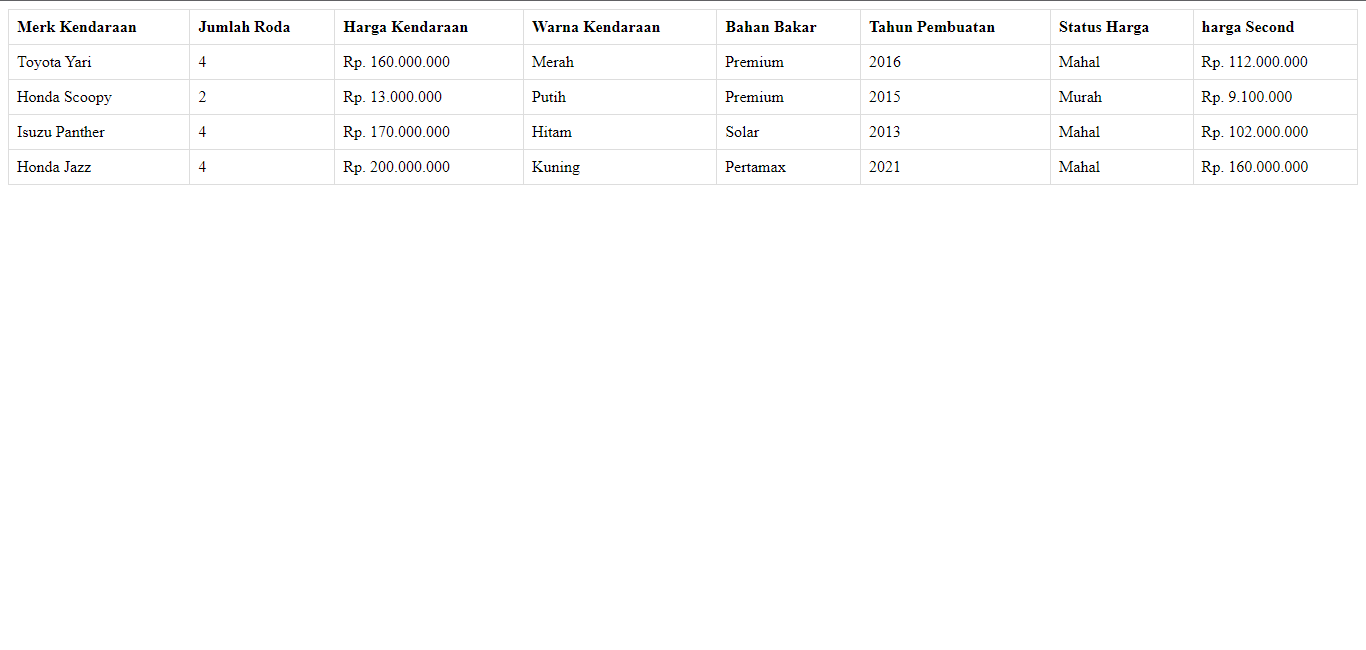 Merk Kendaraan Jumlah Roda Harga Kendaraan Warna Kendaraan Bahan Bakar Tahun Pembuatan Status Harga harga Second
Toyota Yari 4 Rp. 160.000.000 Merah Premium 2016 Mahal Rp. 112.000.000
Honda Scoopy 2 Rp. 13.000.000 Putih Premium 2015 Murah Rp. 9.100.000
Isuzu Panther 4 Rp. 170.000.000 Hitam Solar 2013 Mahal Rp. 102.000.000
Honda Jazz 4 Rp. 200.000.000 Kuning Pertamax 2021 Mahal Rp. 160.000.000